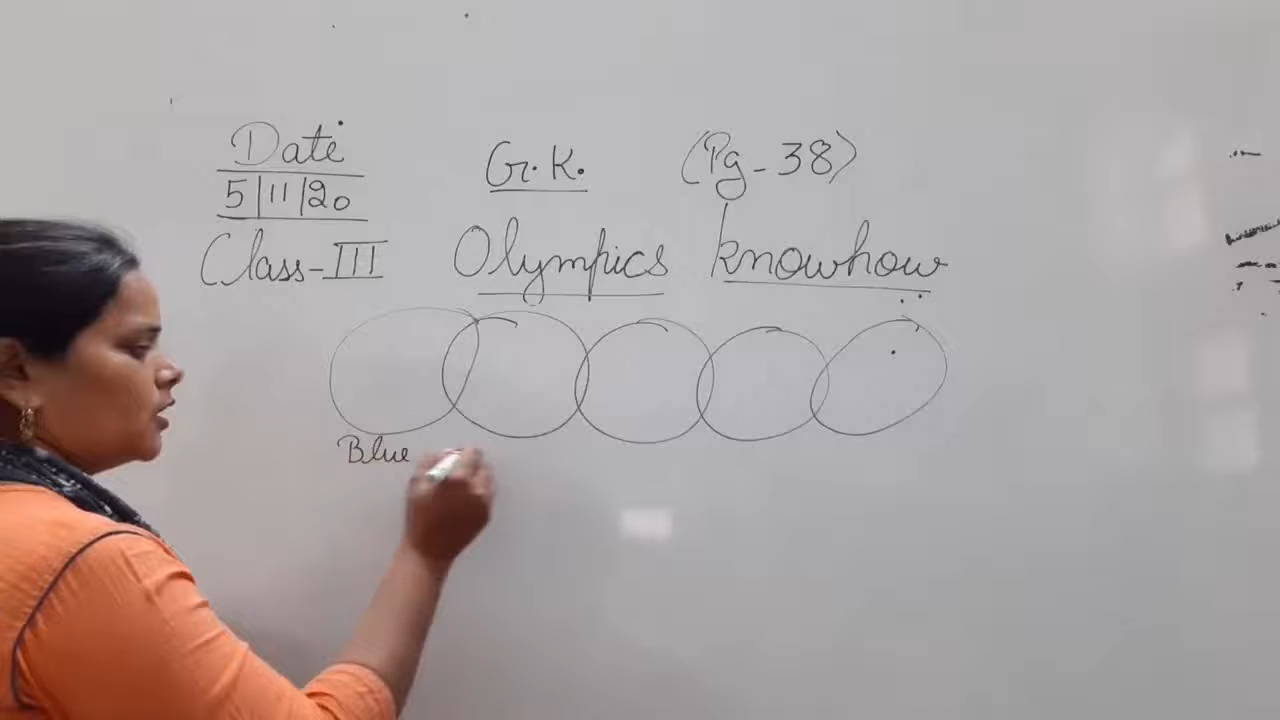 Date
5/11/20
G.K.
(Pg-38)
Class-III
Olympics knowhow
Blue